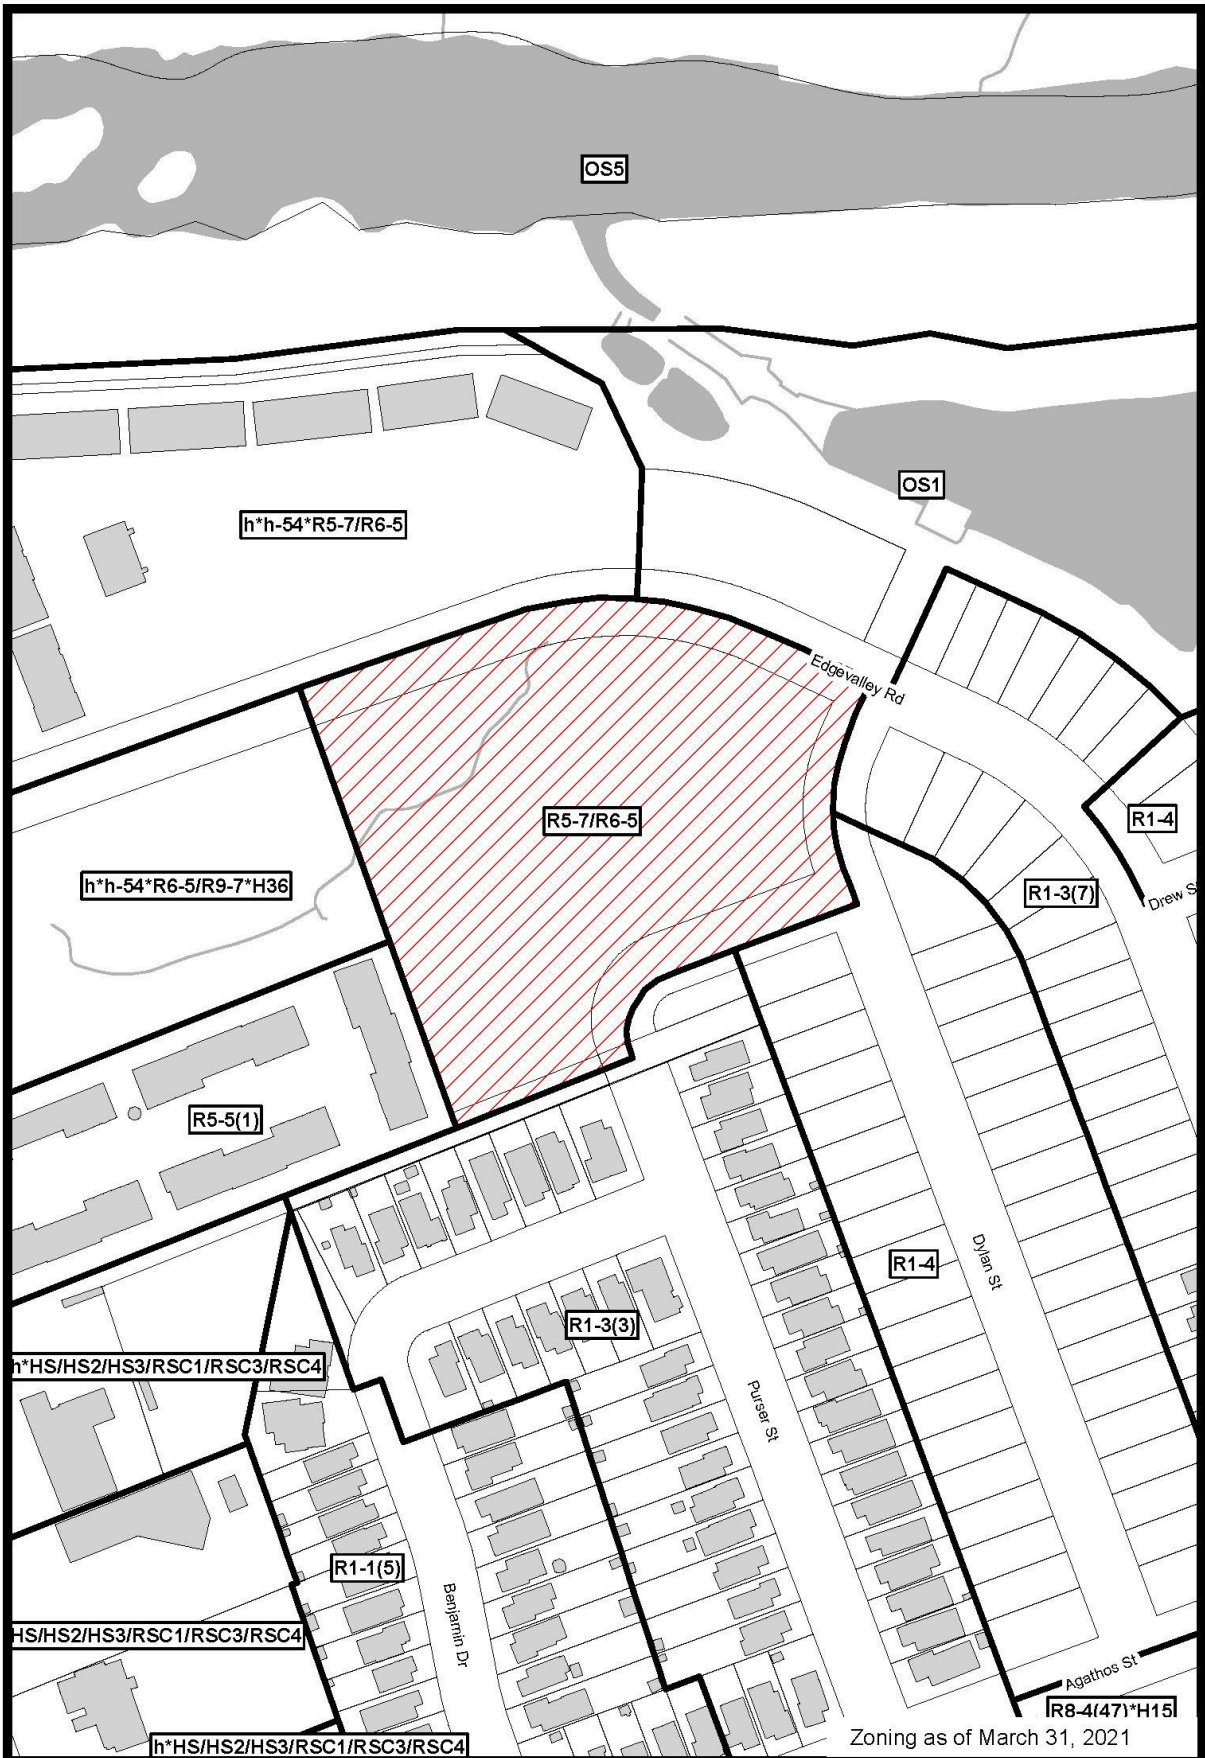 OS5
OS1
h*h-54*R5-7/R6-5
Edgevalley Rd
R5-7/R6-5
R1-4
h*h-54*R6-5/R9-7*H36
R1-3(7)
Drew S
R5-5(1)
R1-4
Dylan St
R1-3(3)
h*HS/HS2/HS3/RSC1/RSC3/RSC4
Purser St
R1-1(5)
Benjamin Dr
HS/HS2/HS3/RSC1/RSC3/RSC4
Agathos St
R8-4(47)*H15
h*HS/HS2/HS3/RSC1/RSC3/RSC4
Zoning as of March 31, 2021